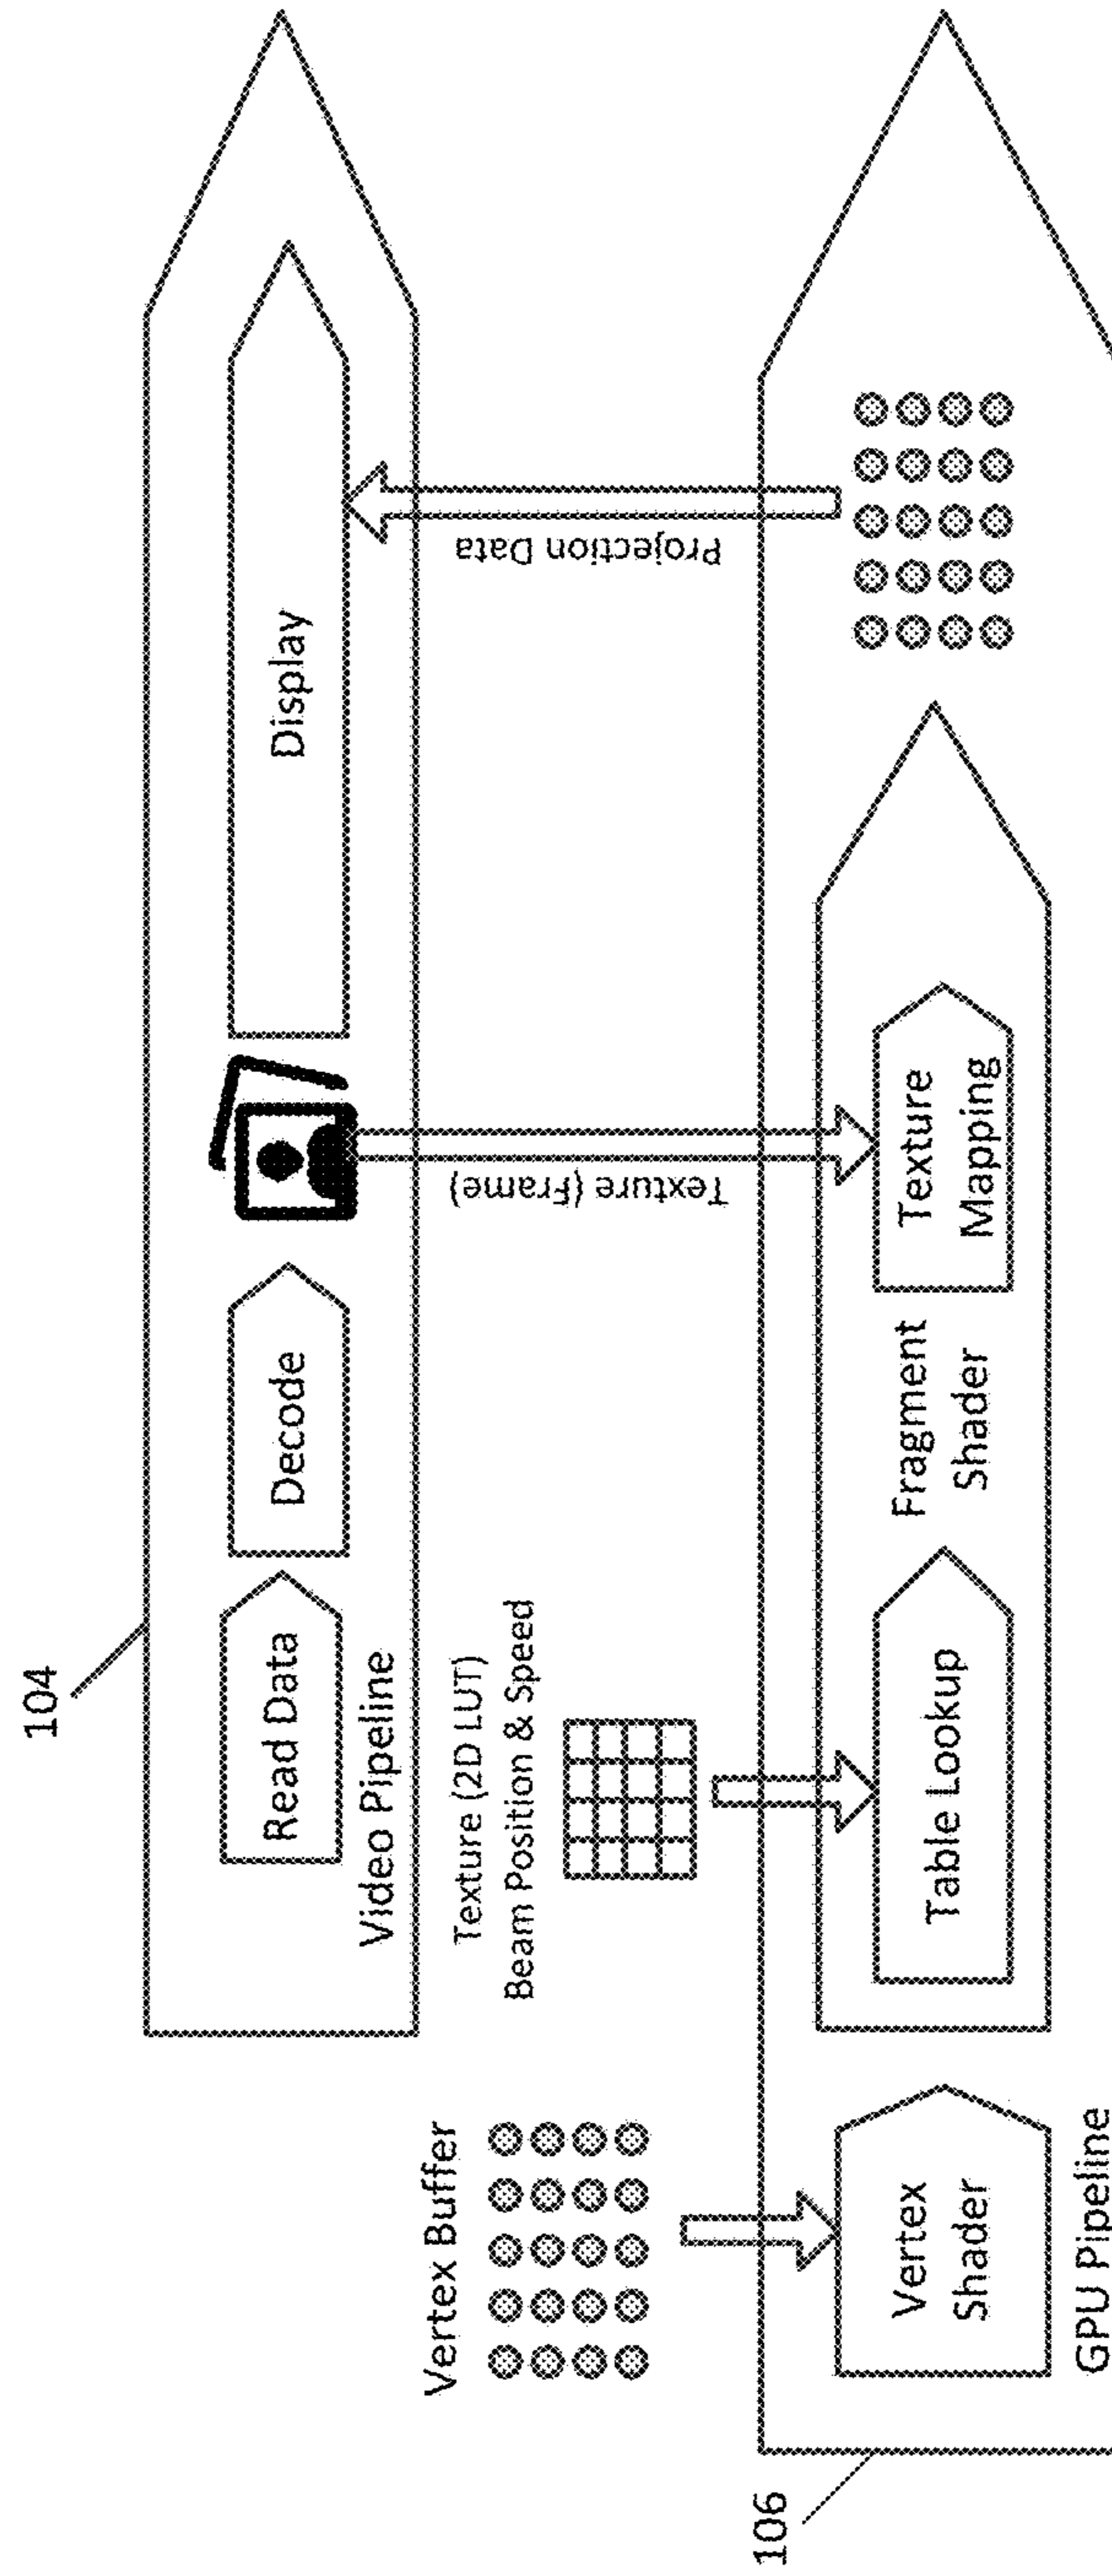 104
Read Data
Decode
Display
Video Pipeline
Texture (2D LUT)
Beam Position & Speed
Vertex Buffer
Texture (Frame)
Projection Data
106
Vertex
Shader
Table Lookup
Fragment
Shader
Texture
Mapping
GPU Pipeline